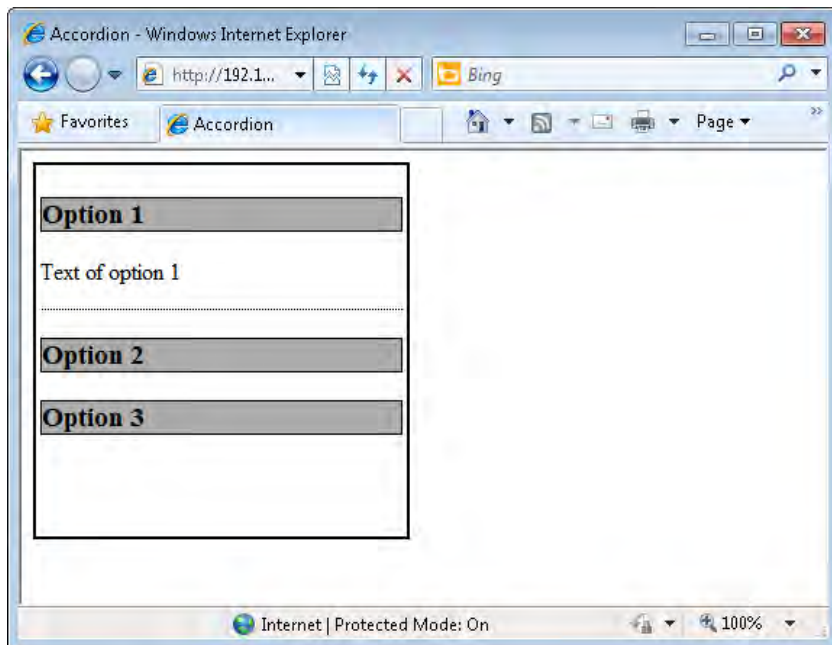 Accordion - Windows Internet Explorer
http://192.1...
Bing
Favorites
Accordion
Page
Option 1
Text of option 1
Option 2
Option 3
Internet | Protected Mode: On
100%